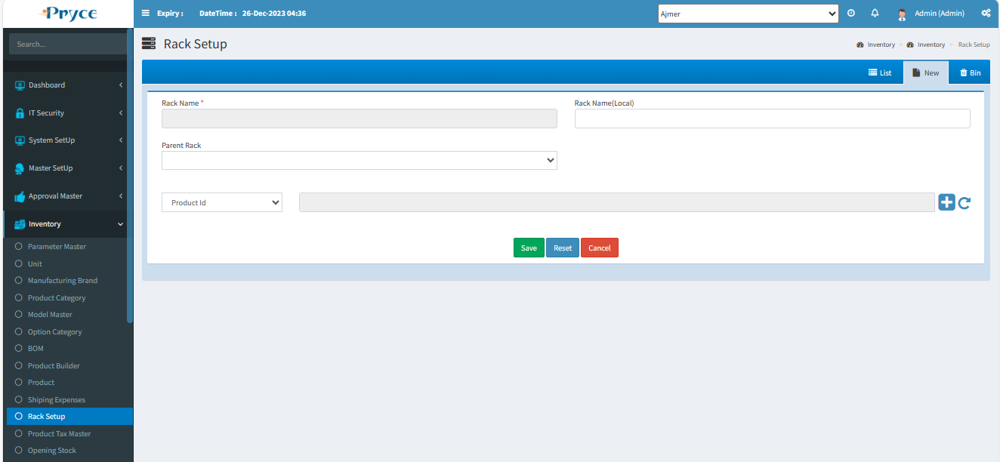 Pryce
Expiry :
DateTime : 26-Dec-2023 04:36
Ajmer
Admin (Admin)
Search...
Rack Setup
Inventory > Inventory > Rack Setup
List
New
Bin
Dashboard
IT Security
System SetUp
Master SetUp
Approval Master
Inventory
Parameter Master
Unit
Manufacturing Brand
Product Category
Model Master
Option Category
BOM
Product Builder
Product
Shiping Expenses
Rack Setup
Product Tax Master
Opening Stock
Rack Name *
Rack Name(Local)
Parent Rack
Product Id
Save
Reset
Cancel